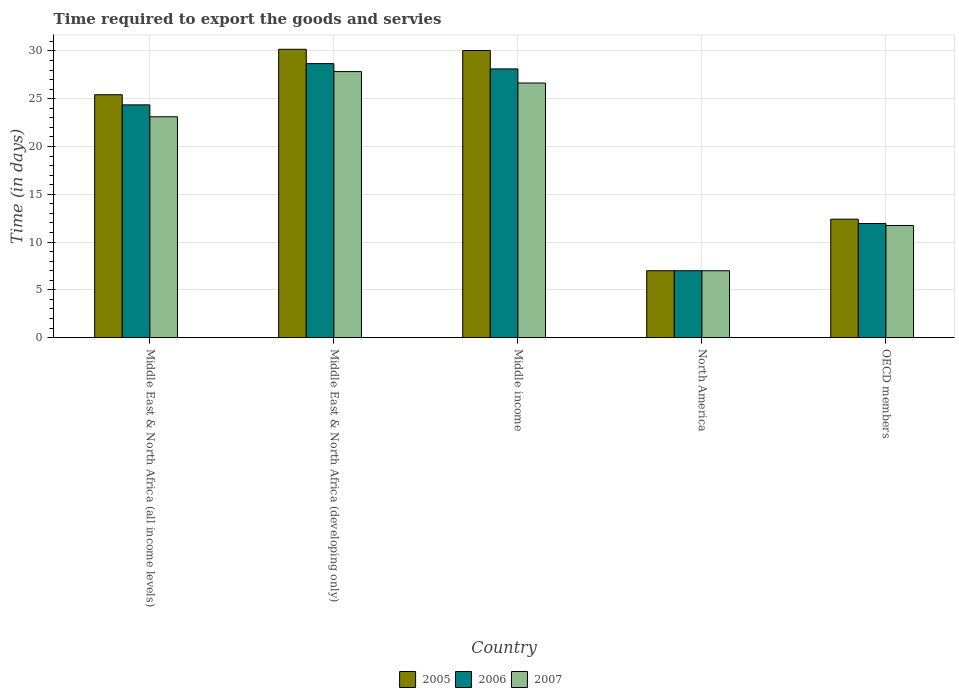 Time required to export the goods and servies
Time (in days)
30
25
20
15
10
5
0
Middle East & North Africa (all income levels)
Middle East & North Africa (developing only)
Middle income
North America
OECD members
Country
2005
2006
2007